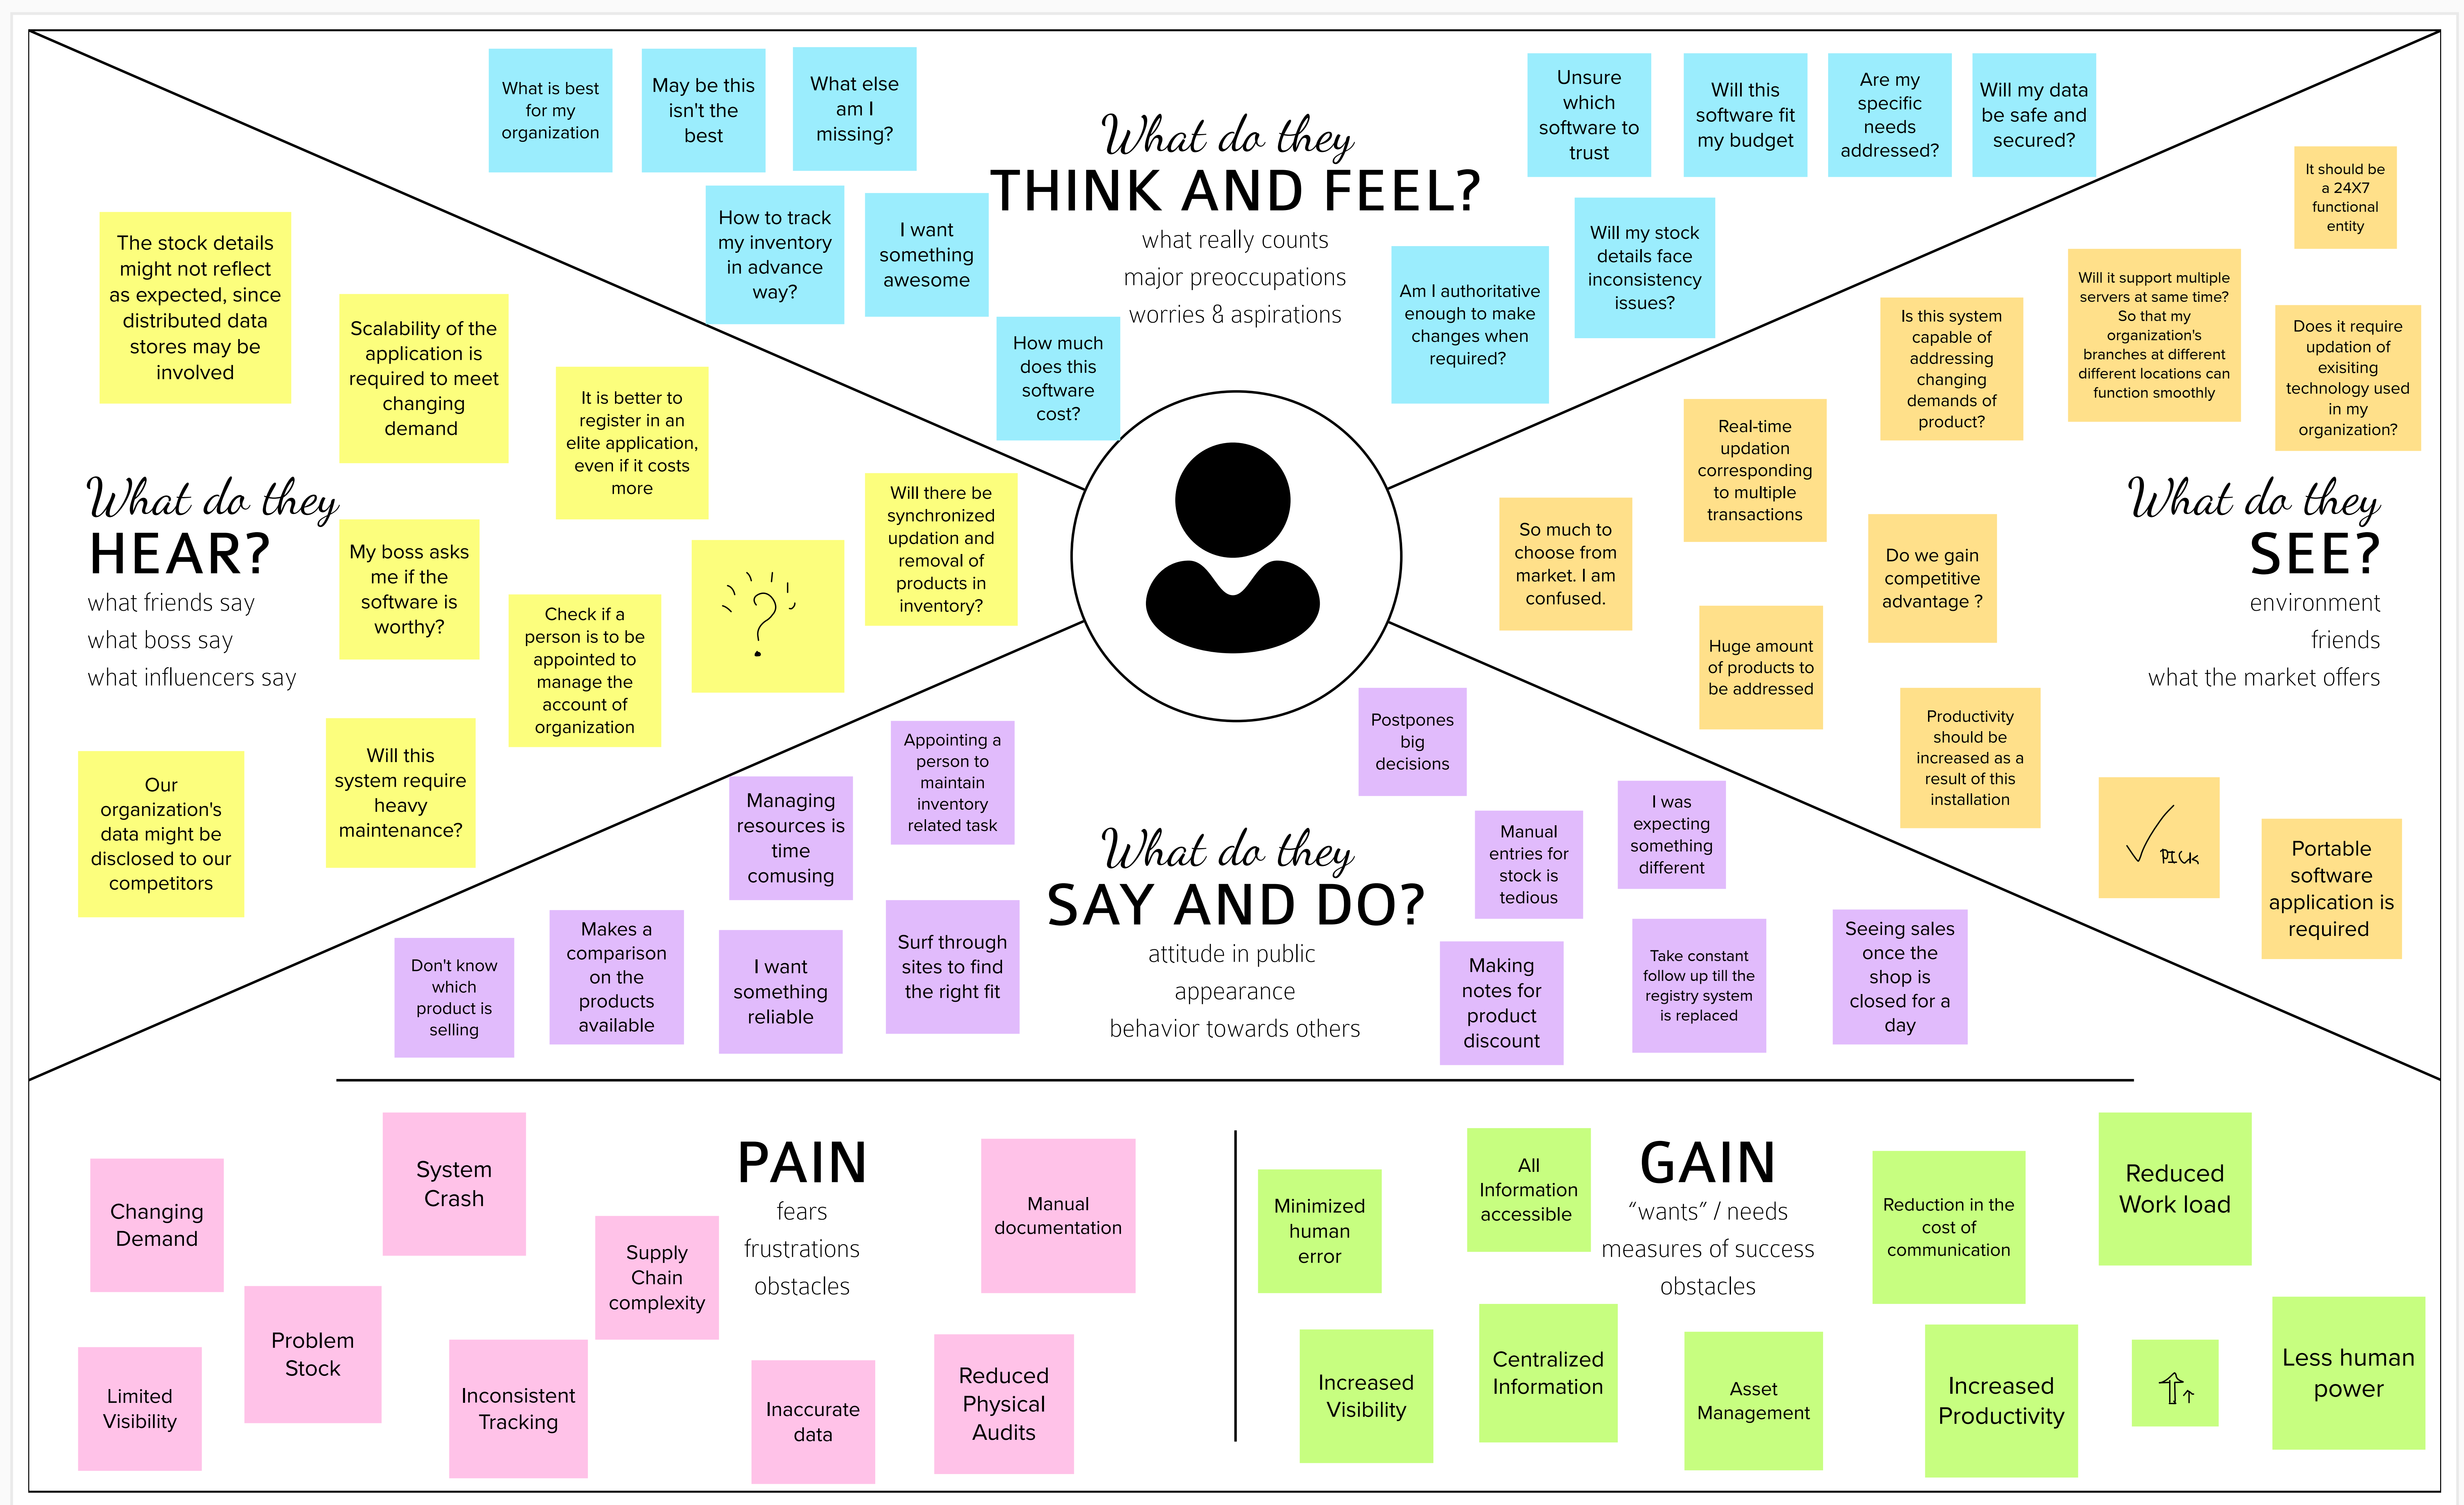 What is best
for my
organization
May be this
isn't the
best
What else
am I
missing?
How to track
my inventory
in advance
way?
I want
something
awesome
How much
does this
software
cost?
What do they
THINK AND FEEL?
what really counts
major preoccupations
worries & aspirations
Unsure
which
software to
trust
Will this
software fit
my budget
Are my
specific
needs
addressed?
Will my data
be safe and
secured?
Am I authoritative
enough to make
changes when
required?
Will my stock
details face
inconsistency
issues?
The stock details
might not reflect
as expected, since
distributed data
stores may be
involved
Scalability of the
application is
required to meet
changing
demand
It is better to
register in an
elite application,
even if it costs
more
Will there be
synchronized
updation and
removal of
products in
inventory?
What do they
HEAR?
what friends say
what boss say
what influencers say
My boss asks
me if the
software is
worthy?
Check if a
person is to be
appointed to
manage the
account of
organization
?
Our
organization's
data might be
disclosed to our
competitors
Will this
system require
heavy
maintenance?
It should be
a 24X7
functional
entity
Will it support multiple
servers at same time?
So that my
organization's
branches at different
different locations can
function smoothly
Is this system
capable of
addressing
changing
demands of
product?
Does it require
updation of
exisiting
technology used
in my
organization?
Real-time
updation
corresponding
to multiple
transactions
So much to
choose from
market. I am
confused.
Do we gain
competitive
advantage ?
What do they
SEE?
environment
friends
what the market offers
Huge amount
of products to
be addressed
Productivity
should be
increased as a
result of this
installation
PICK
Portable
software
application is
required
Appointing a
person to
maintain
inventory
related task
Managing
resources is
time
comusing
Don't know
which
product is
selling
Makes a
comparison
on the
products
available
I want
something
reliable
Surf through
sites to find
the right fit
What do they
SAY AND DO?
attitude in public
appearance
behavior towards others
Postpones
big
decisions
Manual
entries for
stock is
tedious
I was
expecting
something
different
Making
notes for
product
discount
Take constant
follow up till the
registry system
is replaced
Seeing sales
once the
shop is
closed for a
day
PAIN
fears
frustrations
obstacles
Changing
Demand
System
Crash
Supply
Chain
complexity
Manual
documentation
Problem
Stock
Limited
Visibility
Inconsistent
Tracking
Inaccurate
data
Reduced
Physical
Audits
GAIN
“wants” / needs
measures of success
obstacles
Minimized
human
error
All
Information
accessible
Reduction in the
cost of
communication
Reduced
Work load
Increased
Visibility
Centralized
Information
Asset
Management
Increased
Productivity
Less human
power